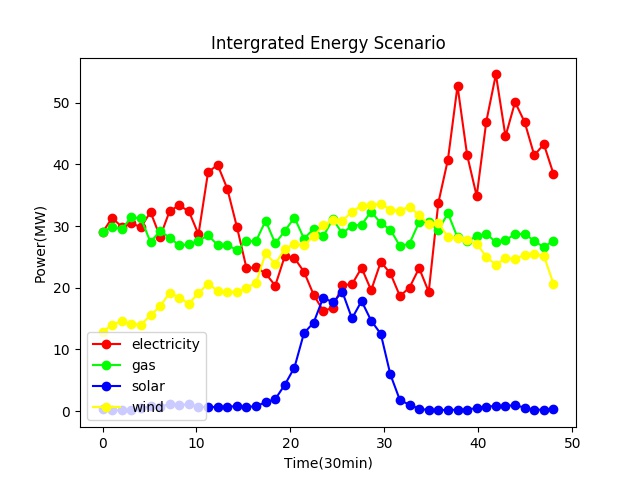 Intergrated Energy Scenario
Power(MW)
50
40
30
20
10
0
electricity
gas
solar
wind
0 10 20 30 40 50
Time(30min)